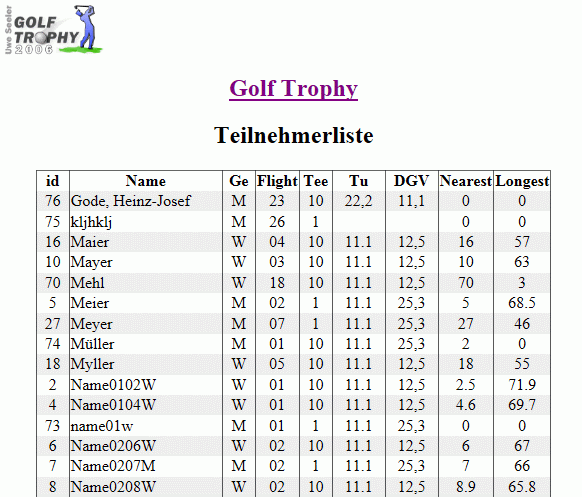 Uwe Seeler
GOLF
TROPHY
2006
Golf Trophy
Teilnehmerliste
id Name Ge Flight Tee Tu DGV Nearest Longest
76 Gode, Heinz-Josef M 23 10 22,2 11,1 0 0
75 kljhklj M 26 1 0 0
16 Maier W 04 10 11.1 12,5 16 57
10 Mayer W 03 10 11.1 12,5 10 63
70 Mehl W 18 10 11.1 12,5 70 3
5 Meier M 02 1 11.1 25,3 5 68.5
27 Meyer M 07 1 11.1 25,3 27 46
74 Müller M 01 10 11.1 25,3 2 0
18 Myller W 05 10 11.1 12,5 18 55
2 Name0102W W 01 10 11.1 12,5 2.5 71.9
4 Name0104W W 01 10 11.1 12,5 4.6 69.7
73 name01w M 01 1 11.1 25,3 0 0
6 Name0206W W 02 10 11.1 12,5 6 67
7 Name0207M M 02 1 11.1 25,3 7 66
8 Name0208W W 02 10 11.1 12,5 8.9 65.8